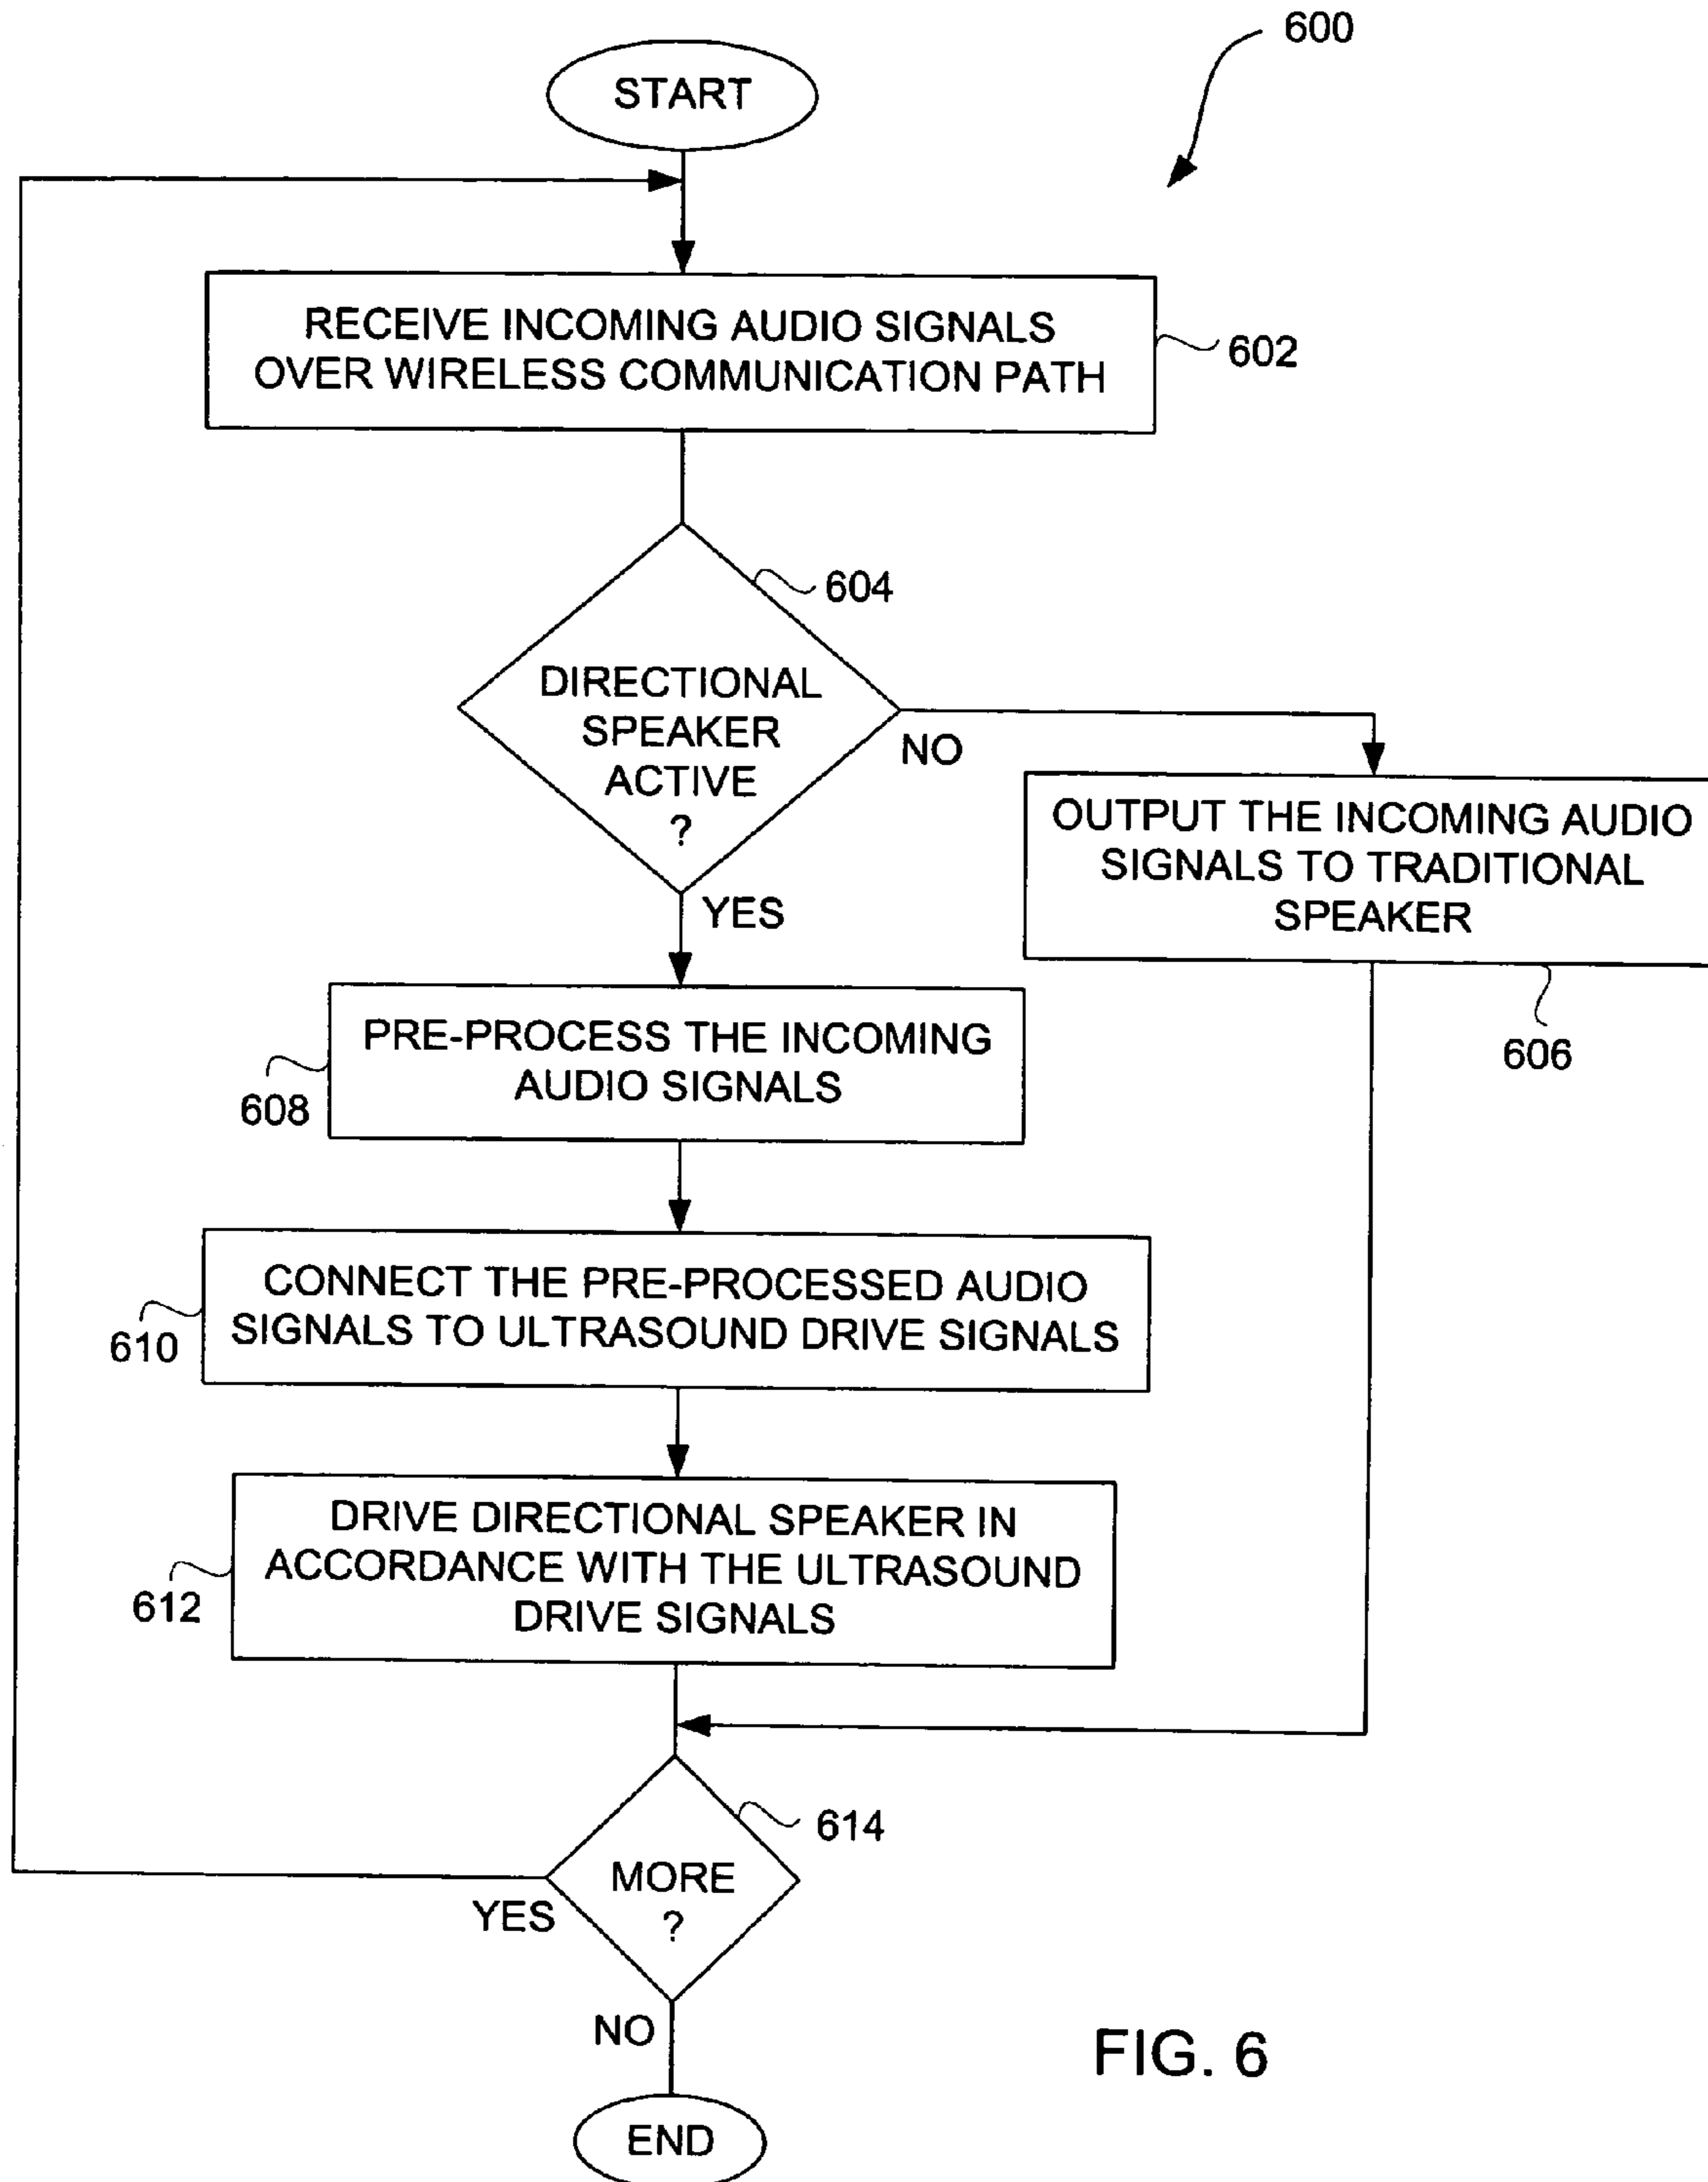 600
START
RECEIVE INCOMING AUDIO SIGNALS
OVER WIRELESS COMMUNICATION PATH
602
604
DIRECTIONAL
SPEAKER
ACTIVE
?
NO
YES
OUTPUT THE INCOMING AUDIO
SIGNALS TO TRADITIONAL
SPEAKER
606
PRE-PROCESS THE INCOMING
AUDIO SIGNALS
608
CONNECT THE PRE-PROCESSED AUDIO
SIGNALS TO ULTRASOUND DRIVE SIGNALS
610
DRIVE DIRECTIONAL SPEAKER IN
ACCORDANCE WITH THE ULTRASOUND
DRIVE SIGNALS
612
614
MORE
?
YES
NO
END
FIG. 6